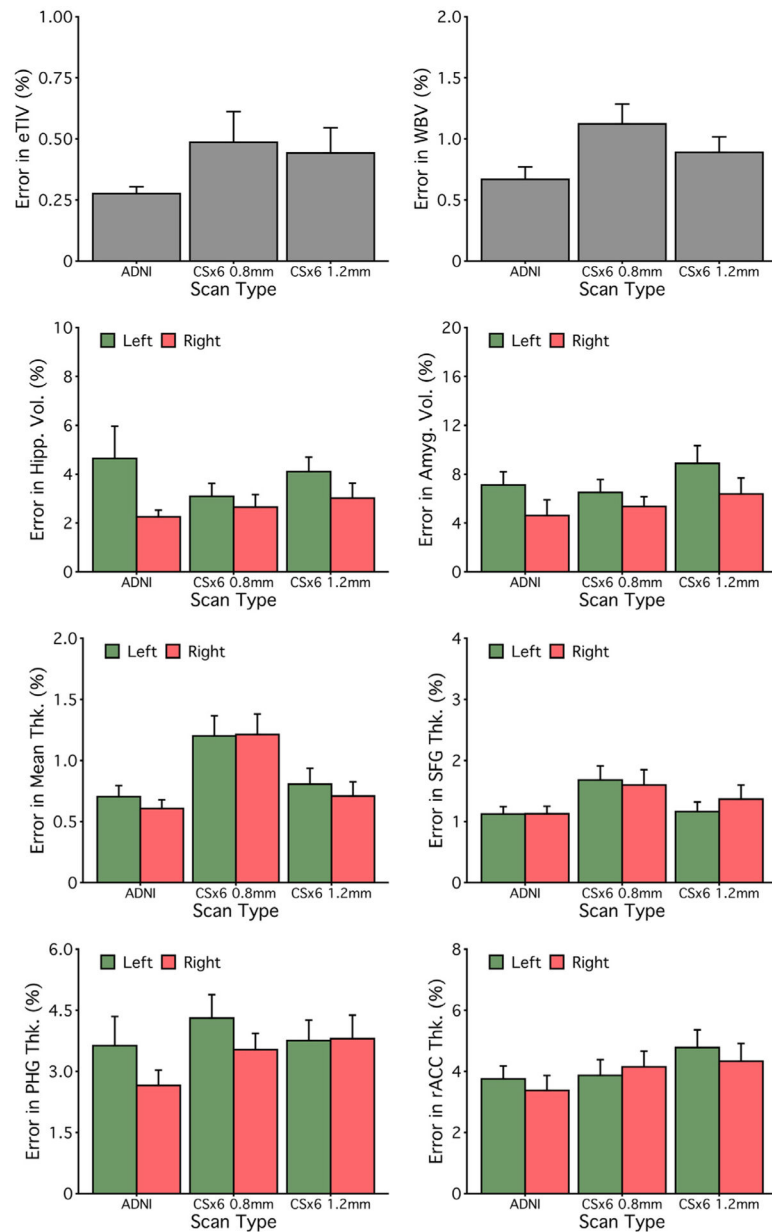 Error in eTIV (%)
1.00
0.75
0.50
0.25
0
ADNI CSx6 0.8mm CSx6 1.2mm
Scan Type
Error in WBV (%)
2.0
1.5
1.0
0.5
0
ADNI CSx6 0.8mm CSx6 1.2mm
Scan Type
Error in Hipp. Vol. (%)
10
8
6
4
2
0
Left Right
ADNI CSx6 0.8mm CSx6 1.2mm
Scan Type
Error in Amyg. Vol. (%)
20
16
12
8
4
0
Left Right
ADNI CSx6 0.8mm CSx6 1.2mm
Scan Type
Error in Mean Thk. (%)
2.0
1.5
1.0
0.5
0
Left Right
ADNI CSx6 0.8mm CSx6 1.2mm
Scan Type
Error in SFG Thk. (%)
4
3
2
1
0
Left Right
ADNI CSx6 0.8mm CSx6 1.2mm
Scan Type
Error in PHG Thk. (%)
6.0
4.5
3.0
1.5
0
Left Right
ADNI CSx6 0.8mm CSx6 1.2mm
Scan Type
Error in rACC Thk. (%)
8
6
4
2
0
Left Right
ADNI CSx6 0.8mm CSx6 1.2mm
Scan Type